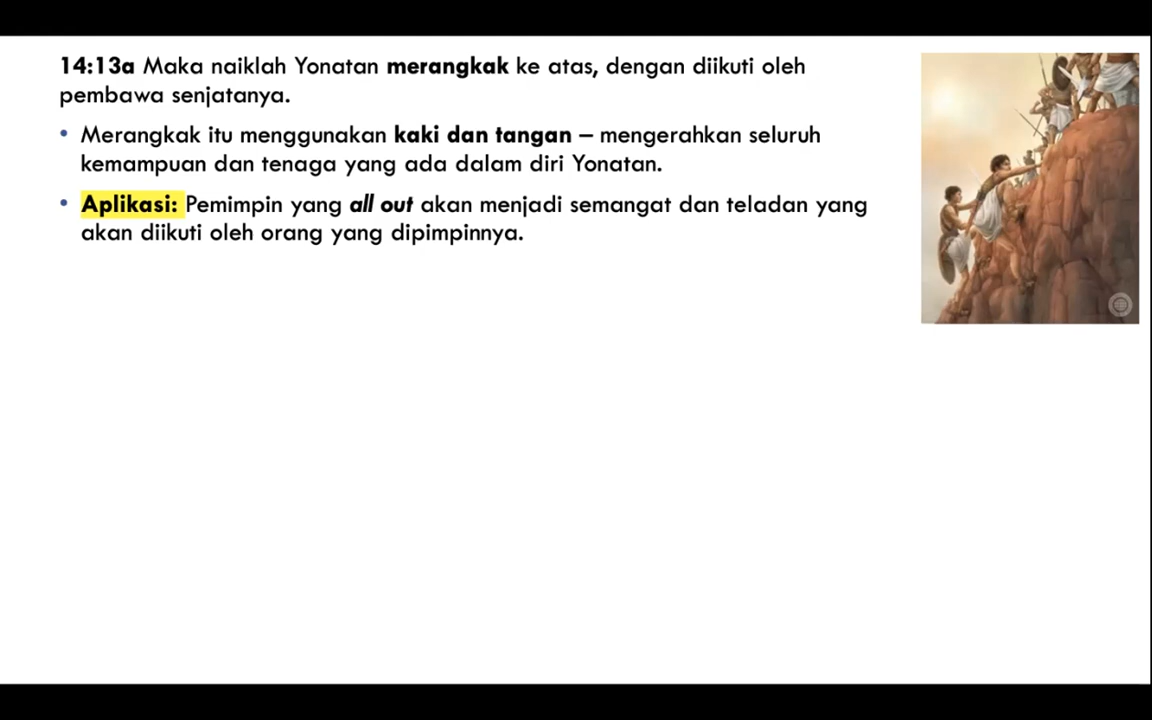 14:13a Maka naiklah Yonatan merangkak ke atas, dengan diikuti oleh
pembawa senjatanya.
• Merangkak itu menggunakan kaki dan tangan – mengerahkan seluruh
kemampuan dan tenaga yang ada dalam diri Yonatan.
• Aplikasi: Pemimpin yang all out akan menjadi semangat dan teladan yang
akan diikuti oleh orang yang dipimpinnya.